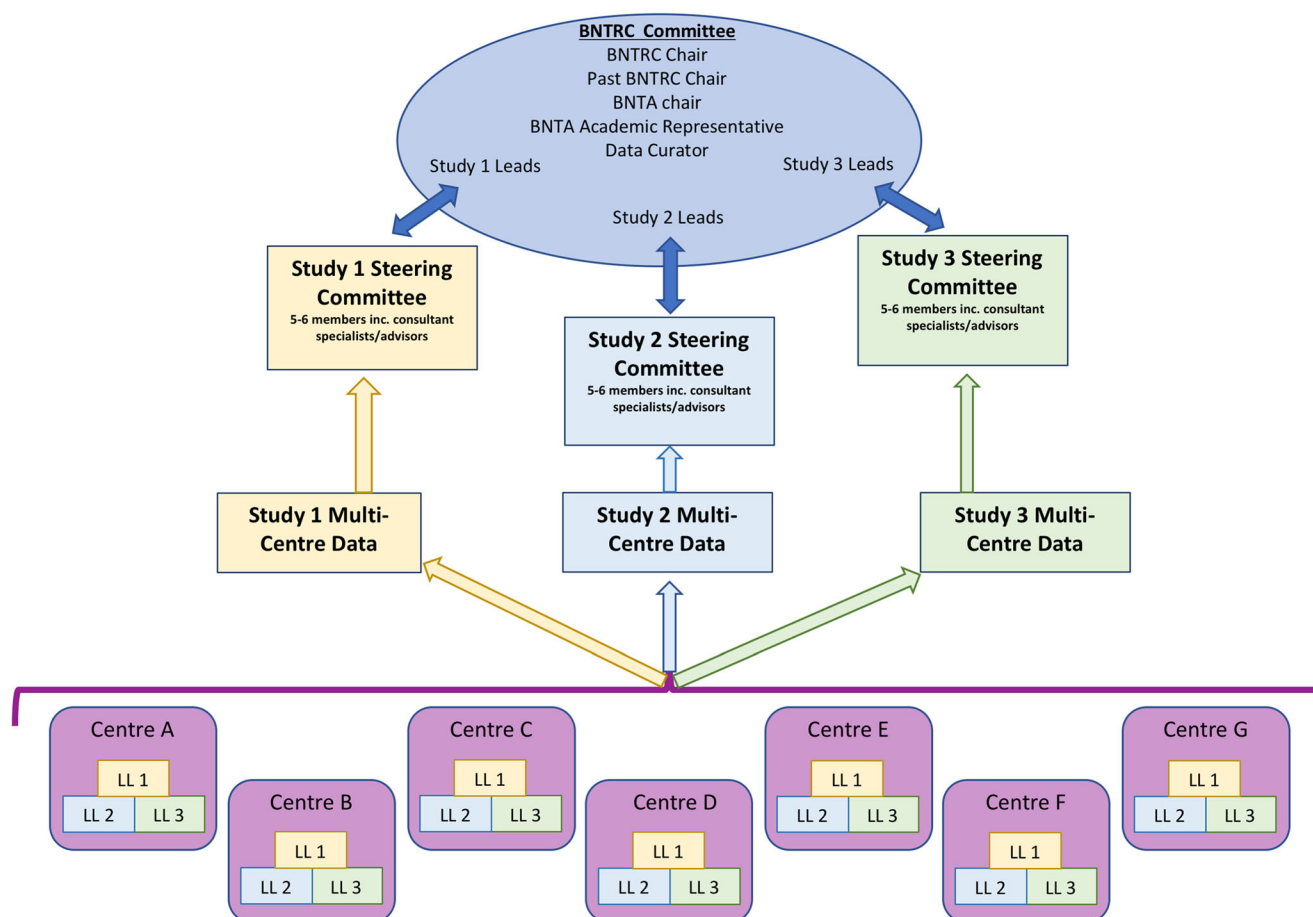 BNTRC Committee
BNTRC Chair
Past BNTRC Chair
BNTA chair
BNTA Academic Representative
Data Curator
Study 1 Leads
Study 3 Leads
Study 2 Leads
Study 1 Steering
Committee
5-6 members inc. consultant
specialists/advisors
Study 2 Steering
Committee
5-6 members inc. consultant
specialists/advisors
Study 3 Steering
Committee
5-6 members inc. consultant
specialists/advisors
Study 1 Multi-
Centre Data
Study 2 Multi-
Centre Data
Study 3 Multi-
Centre Data
Centre A
LL 1
LL 2
LL 3
Centre B
LL 1
LL 2
LL 3
Centre C
LL 1
LL 2
LL 3
Centre D
LL 1
LL 2
LL 3
Centre E
LL 1
LL 2
LL 3
Centre F
LL 1
LL 2
LL 3
Centre G
LL 1
LL 2
LL 3